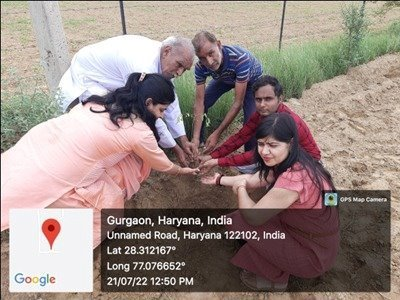 GPS Map Camera
Gurgaon, Haryana, India
Unnamed Road, Haryana 122102, India
Lat 28.312167°
Long 77.076652°
21/07/22 12:50 PM
Google